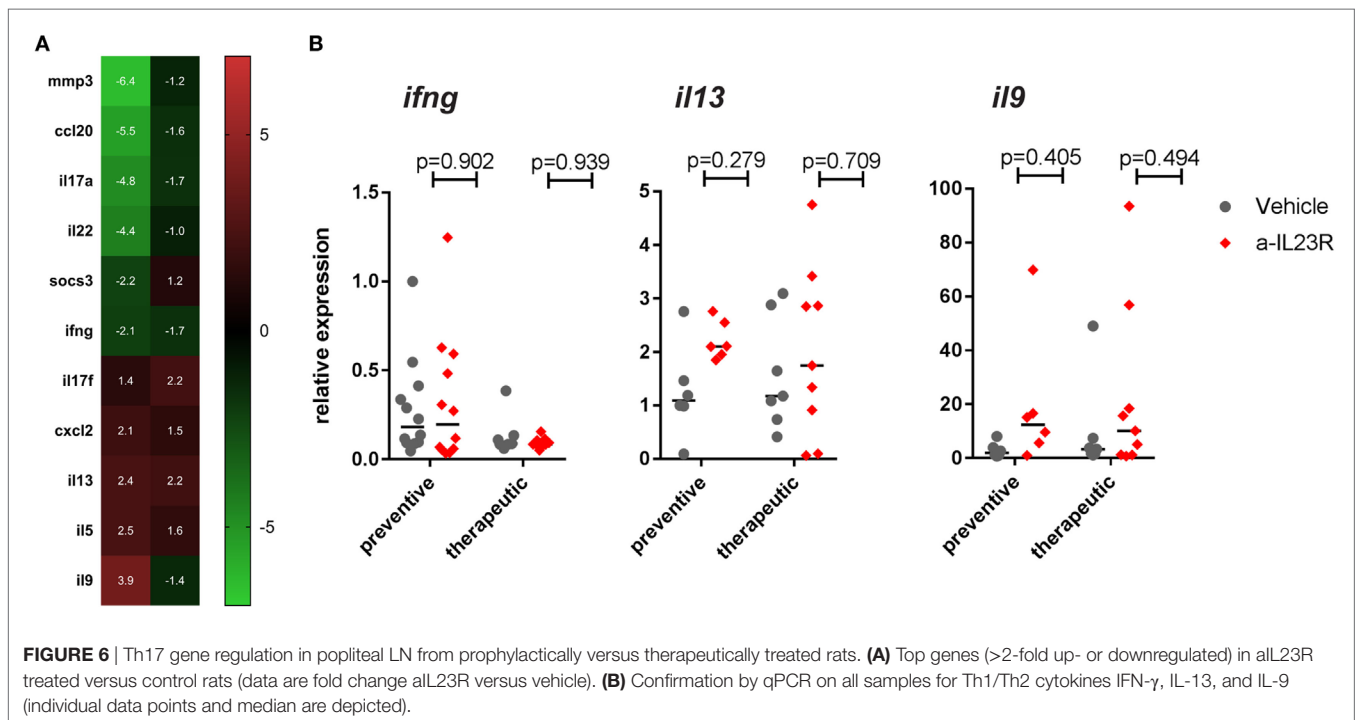 A
mmp3 -6.4 -1.2
ccl20 -5.5 -1.6
il17a -4.8 -1.7
il22 -4.4 -1.0
socs3 -2.2 1.2
ifng -2.1 -1.7
il17f 1.4 2.2
cxcl2 2.1 1.5
il13 2.4 2.2
il5 2.5 1.6
il9 3.9 -1.4
5
0
-5
B
ifng
p=0.902 p=0.939
relative expression
1.5
1.0
0.5
0.0
preventive
therapeutic
il13
p=0.279 p=0.709
5
4
3
2
1
0
preventive
therapeutic
il9
p=0.405 p=0.494
100
80
60
40
20
0
preventive
therapeutic
Vehicle
a-IL23R
FIGURE 6 | Th17 gene regulation in popliteal LN from prophylactically versus therapeutically treated rats. (A) Top genes (>2-fold up- or downregulated) in aIL23R
treated versus control rats (data are fold change aIL23R versus vehicle). (B) Confirmation by qPCR on all samples for Th1/Th2 cytokines IFN-γ, IL-13, and IL-9
(individual data points and median are depicted).